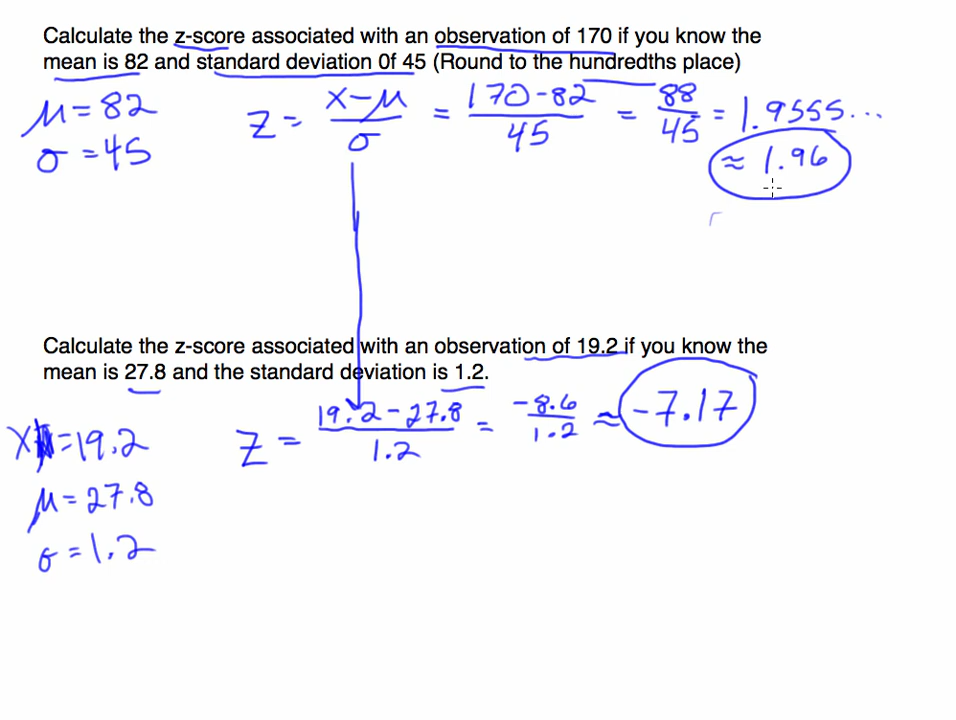 Calculate the z-score associated with an observation of 170 if you know the
mean is 82 and standard deviation 0f 45 (Round to the hundredths place)
μ = 82
σ = 45
z = x-μ/σ = 170-82/45 = 88/45 = 1.9555...
≈ 1.96
Calculate the z-score associated with an observation of 19.2 if you know the
mean is 27.8 and the standard deviation is 1.2.
z = 19.2-27.8/1.2 = -8.6/1.2 ≈ -7.17
x = 19.2
μ = 27.8
σ = 1.2